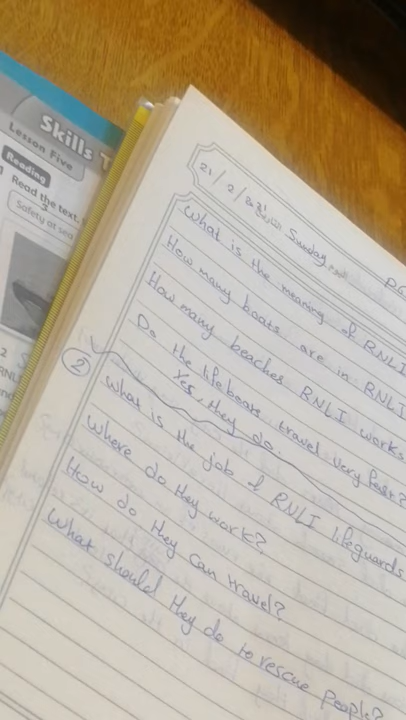 Skills T
Lesson Five
Reading
Read the text.
Safety at sea
2
RNLI
21/2/
Sunday
What is the meaning of RNLI
How many boats are in RNLI
How many beaches RNLI works
Do the lifeboats travel very fast?
Yes, they do.
2
What is the job of RNLI lifeguards
Where do they work?
How do they can travel?
What should they do to rescue people?